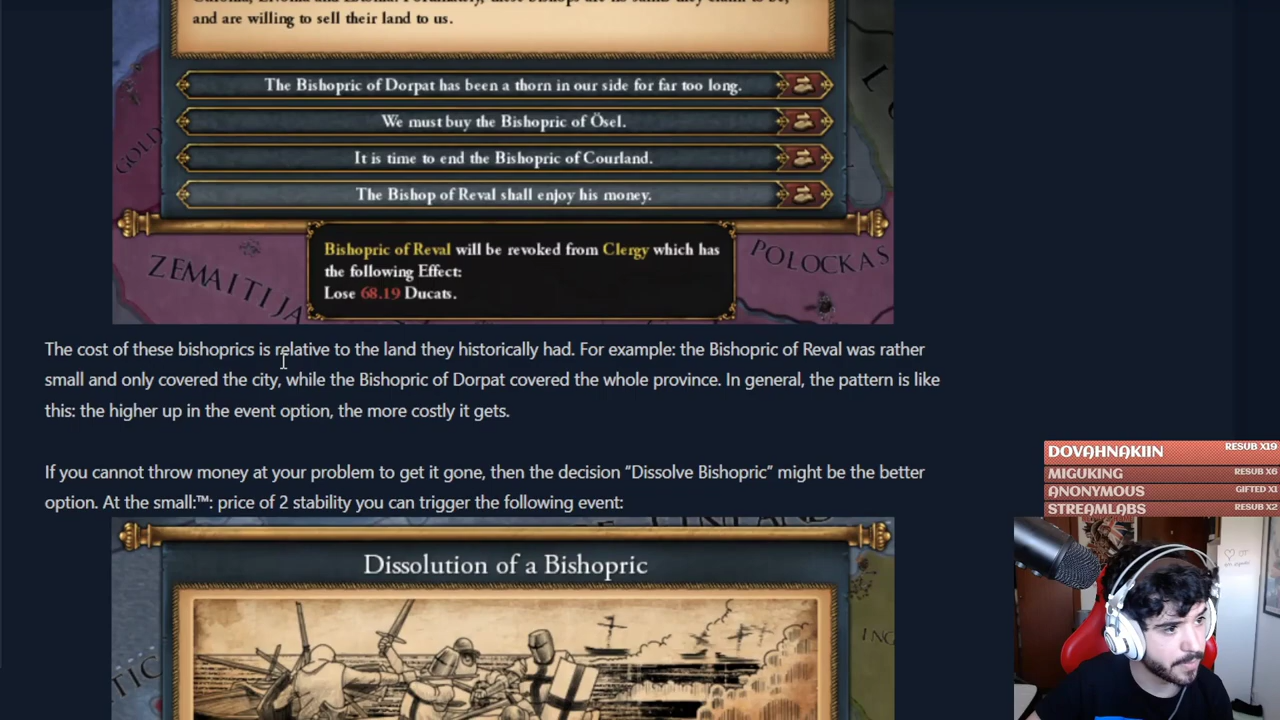 and are willing to sell their land to us.
The Bishopric of Dorpat has been a thorn in our side for far too long.
We must buy the Bishopric of Ösel.
It is time to end the Bishopric of Courland.
The Bishop of Reval shall enjoy his money.
GOLD
Bishopric of Reval will be revoked from Clergy which has
the following Effect:
Lose 68.19 Ducats.
ZEMAITIJA
POLOCKAS
The cost of these bishoprics is relative to the land they historically had. For example: the Bishopric of Reval was rather
small and only covered the city, while the Bishopric of Dorpat covered the whole province. In general, the pattern is like
this: the higher up in the event option, the more costly it gets.
If you cannot throw money at your problem to get it gone, then the decision “Dissolve Bishopric” might be the better
option. At the small:™: price of 2 stability you can trigger the following event:
Dissolution of a Bishopric
TIC
ING
DOVAHNAKIIN RESUB X19
MIGUKING RESUB X6
ANONYMOUS GIFTED X1
STREAMLABS RESUB X2